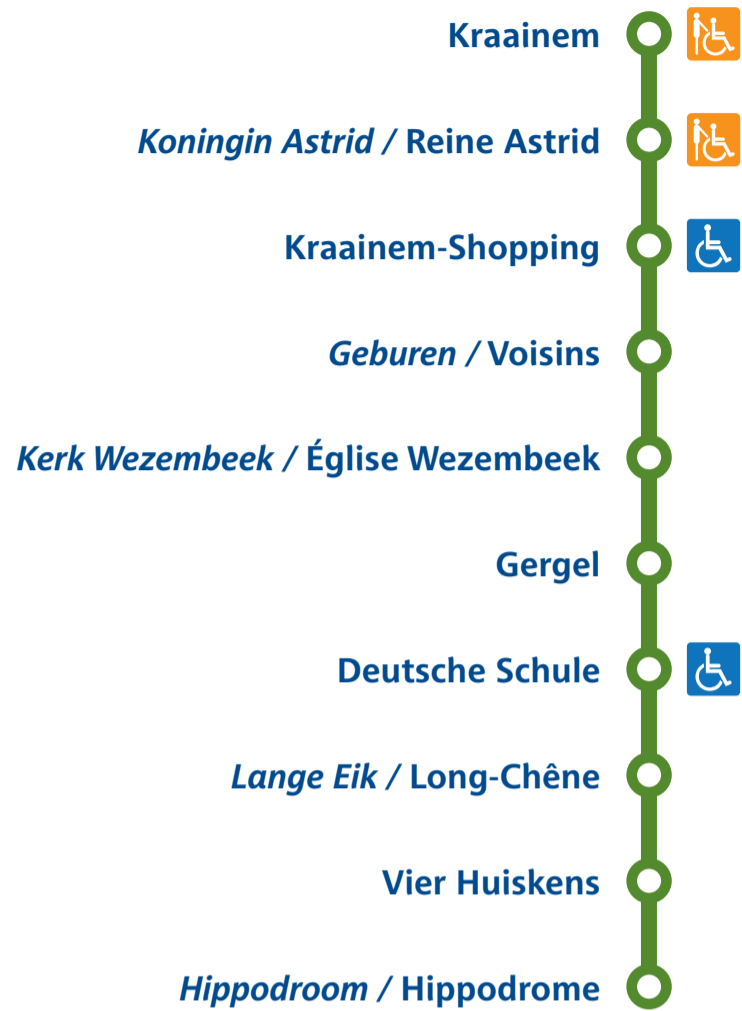 Kraainem
Koningin Astrid / Reine Astrid
Kraainem-Shopping
Geburen / Voisins
Kerk Wezembeek / Église Wezembeek
Gergel
Deutsche Schule
Lange Eik / Long-Chêne
Vier Huiskens
Hippodroom / Hippodrome